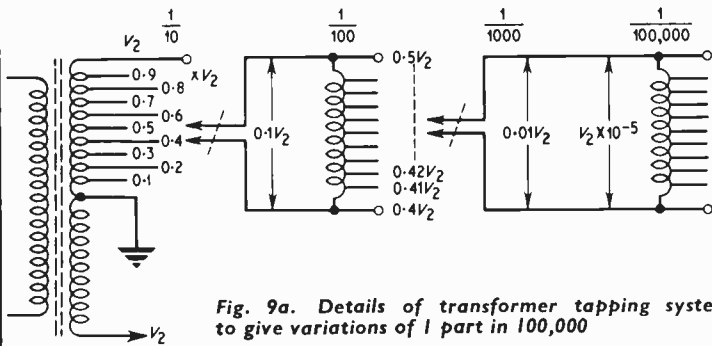 1/10
1/100
1/1000
1/100,000
V2
0·9
× V2
0·8
0·7
0·6
0·5
0·4
0·3
0·2
0·1
V2
0·1V2
0·5V2
0·42V2
0·41V2
0·4V2
0·01V2
V2 X 10-5
Fig. 9a. Details of transformer tapping syste
to give variations of 1 part in 100,000